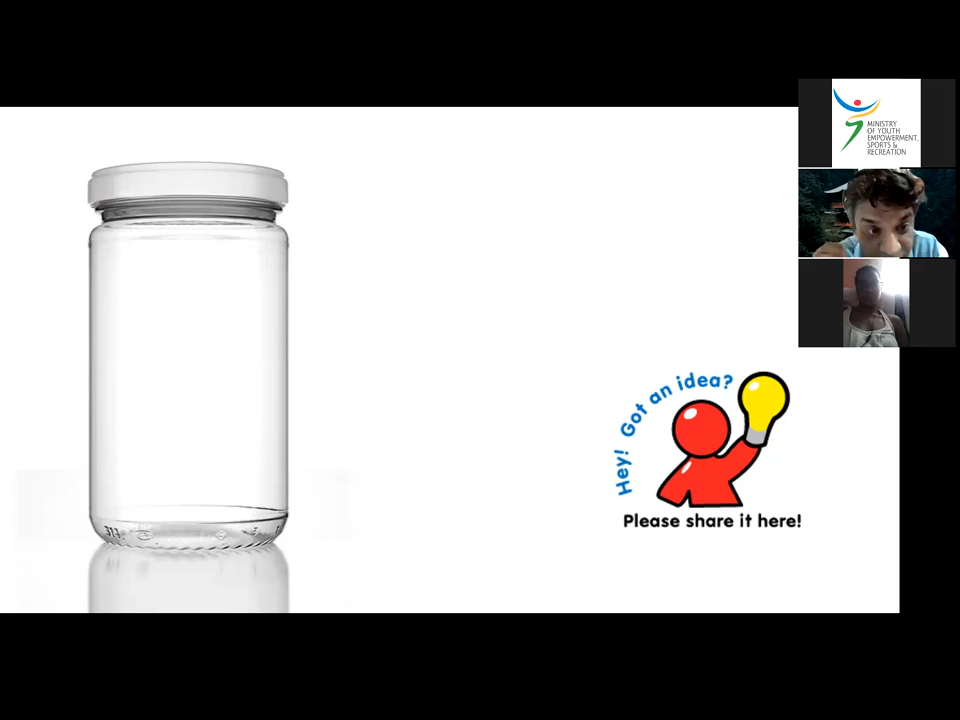 MINISTRY
OF YOUTH
EMPOWERMENT,
SPORTS &
RECREATION
Hey! Got an idea?
Please share it here!